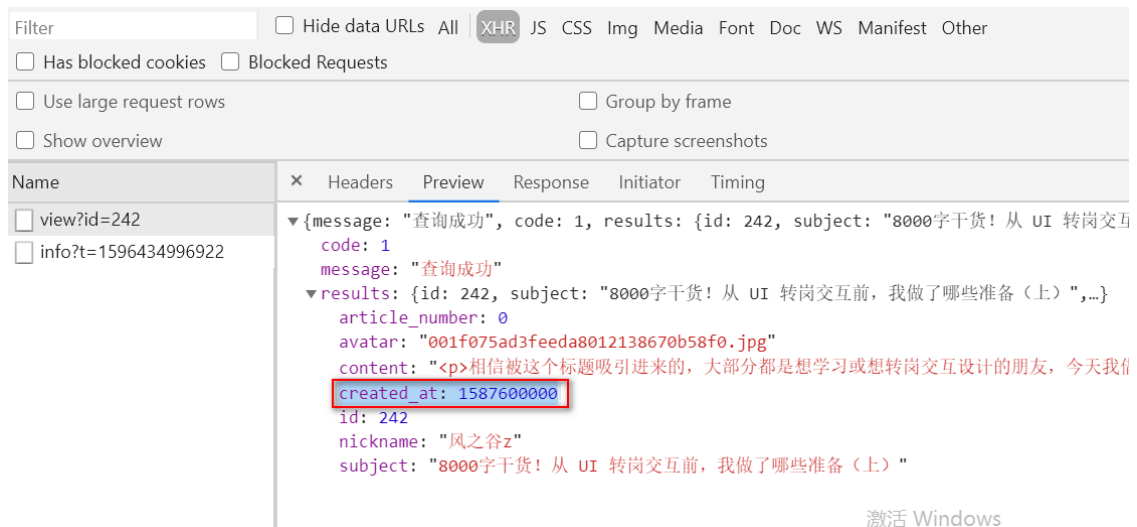 Filter Hide data URLs All XHR JS CSS Img Media Font Doc WS Manifest Other
Has blocked cookies Blocked Requests
Use large request rows Group by frame
Show overview Capture screenshots
Name × Headers Preview Response Initiator Timing
view?id=242
info?t=1596434996922
▼{message: "查询成功", code: 1, results: {id: 242, subject: "8000字干货！从 UI 转岗交互
code: 1
message: "查询成功"
▼results: {id: 242, subject: "8000字干货！从 UI 转岗交互前，我做了哪些准备（上）",…}
article_number: 0
avatar: "001f075ad3feeda8012138670b58f0.jpg"
content: "<p>相信被这个标题吸引进来的，大部分都是想学习或想转岗交互设计的朋友，今天我
created_at: 1587600000
id: 242
nickname: "风之谷z"
subject: "8000字干货！从 UI 转岗交互前，我做了哪些准备（上）"
激活 Windows